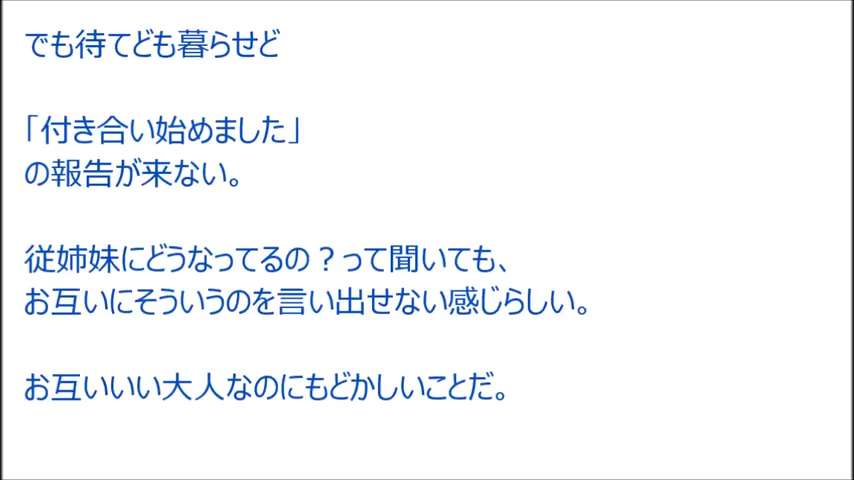 でも待てども暮らせど
「付き合い始めました」
の報告が来ない。
従姉妹にどうなってるの？って聞いても、
お互いにそういうのを言い出せない感じらしい。
お互いいい大人なのにもどかしいことだ。